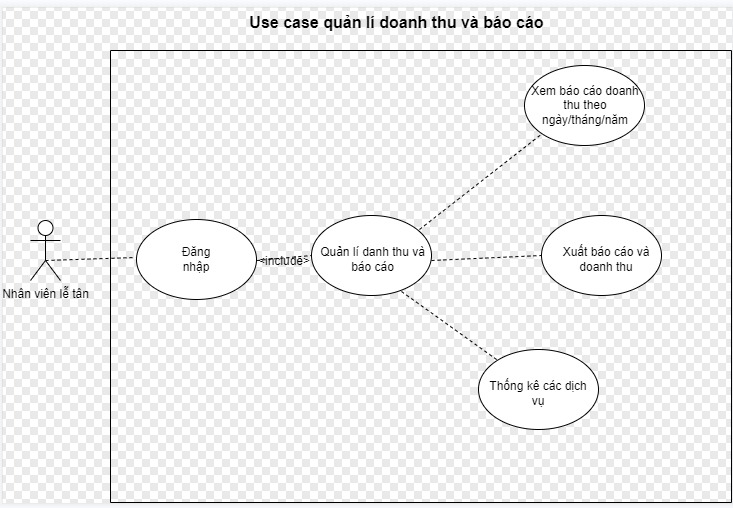 Use case quản lí doanh thu và báo cáo
Xem báo cáo doanh
thu theo
ngày/tháng/năm
Đăng
nhập
<include>
Quản lí danh thu và
báo cáo
Xuất báo cáo và
doanh thu
Nhân viên lễ tân
Thống kê các dịch
vụ